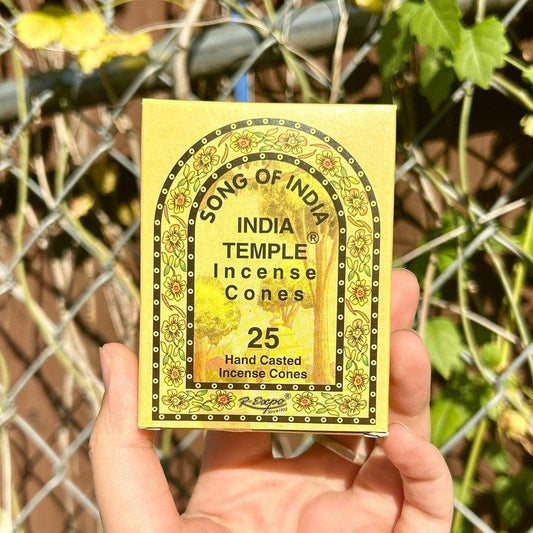 SONG OF INDIA®
INDIA
TEMPLE®
Incense
Cones
25
Hand Casted
Incense Cones
R-Expo®